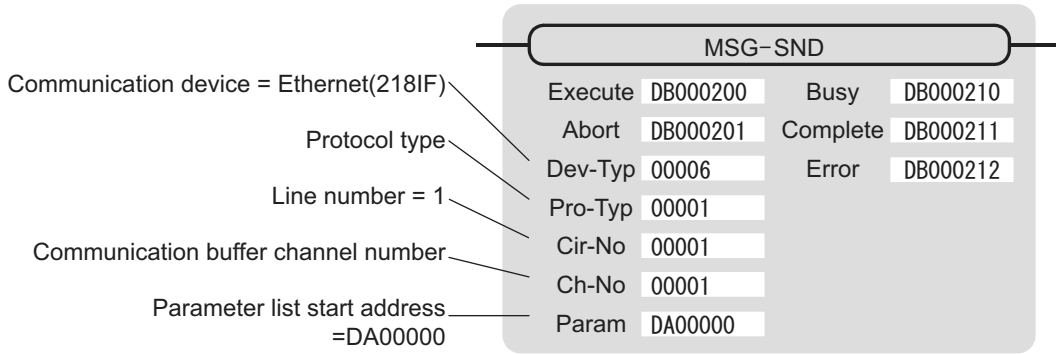 MSG-SND
Communication device = Ethernet(218IF)
Protocol type
Line number = 1
Communication buffer channel number
Parameter list start address
=DA00000
Execute DB000200 Busy DB000210
Abort DB000201 Complete DB000211
Dev-Typ 00006 Error DB000212
Pro-Typ 00001
Cir-No 00001
Ch-No 00001
Param DA00000